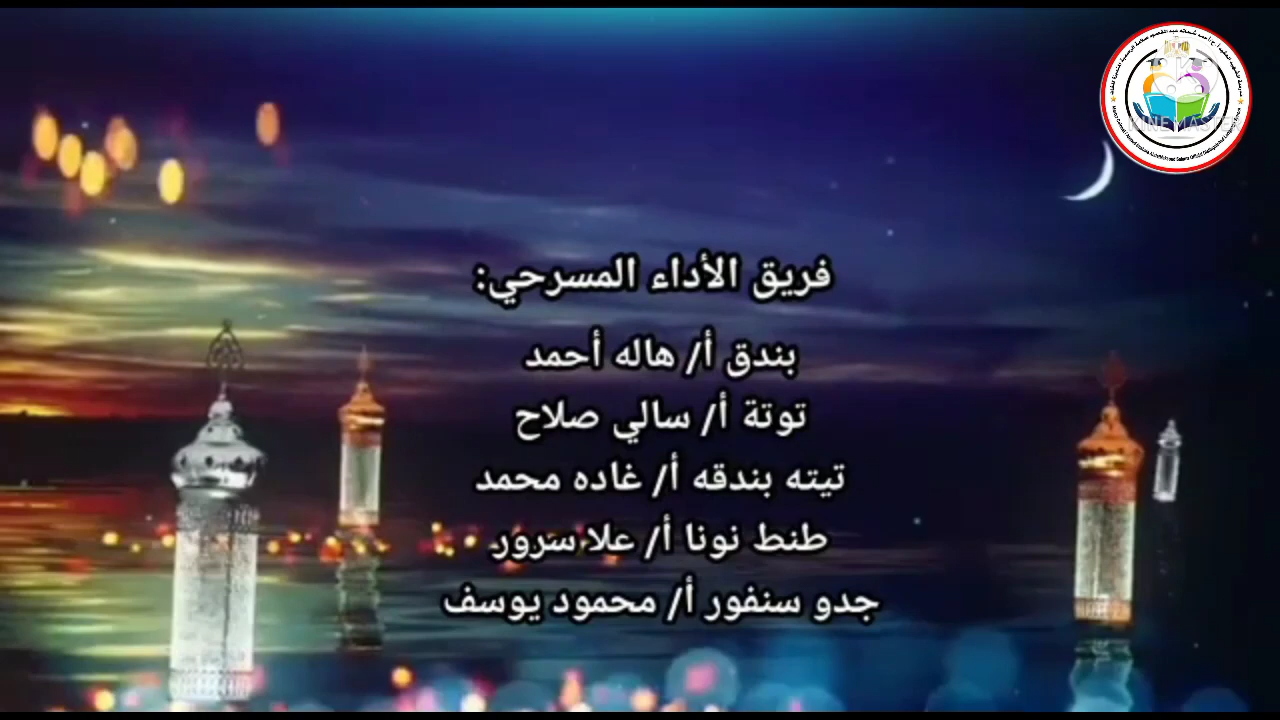 فريق الأداء المسرحي:
بندق أ/ هاله أحمد
توتة أ/ سالي صلاح
تيته بندقه أ/ غاده محمد
طنط نونا أ/ علا سرور
جدو سنفور أ/ محمود يوسف
KINEMASTER